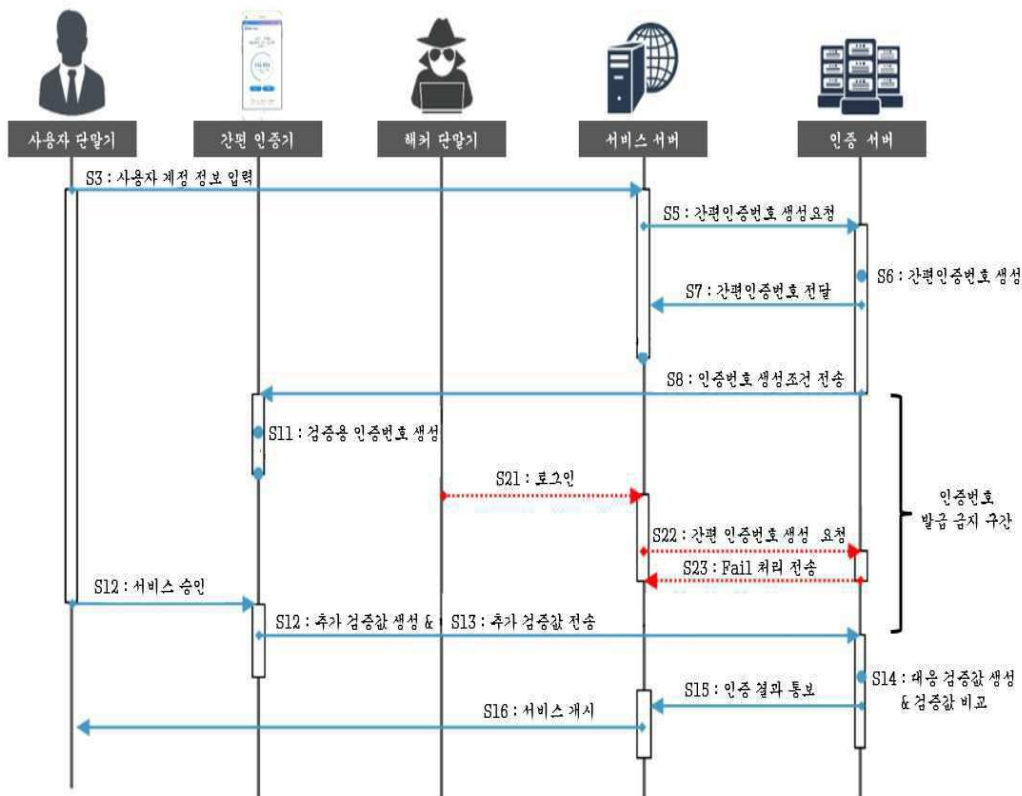 사용자 단말기
간편 인증기
해커 단말기
서비스 서버
인증 서버
S3 : 사용자 계정 정보 입력
S5 : 간편인증번호 생성요청
S6 : 간편인증번호 생성
S7 : 간편인증번호 전달
S8 : 인증번호 생성조건 전송
S11 : 검증용 인증번호 생성
S21 : 로그인
인증번호
발급 금지 구간
S22 : 간편 인증번호 생성 요청
S23 : Fail 처리 전송
S12 : 서비스 승인
S12 : 추가 검증값 생성 & S13 : 추가 검증값 전송
S14 : 대응 검증값 생성
& 검증값 비고
S15 : 인증 결과 통보
S16 : 서비스 개시